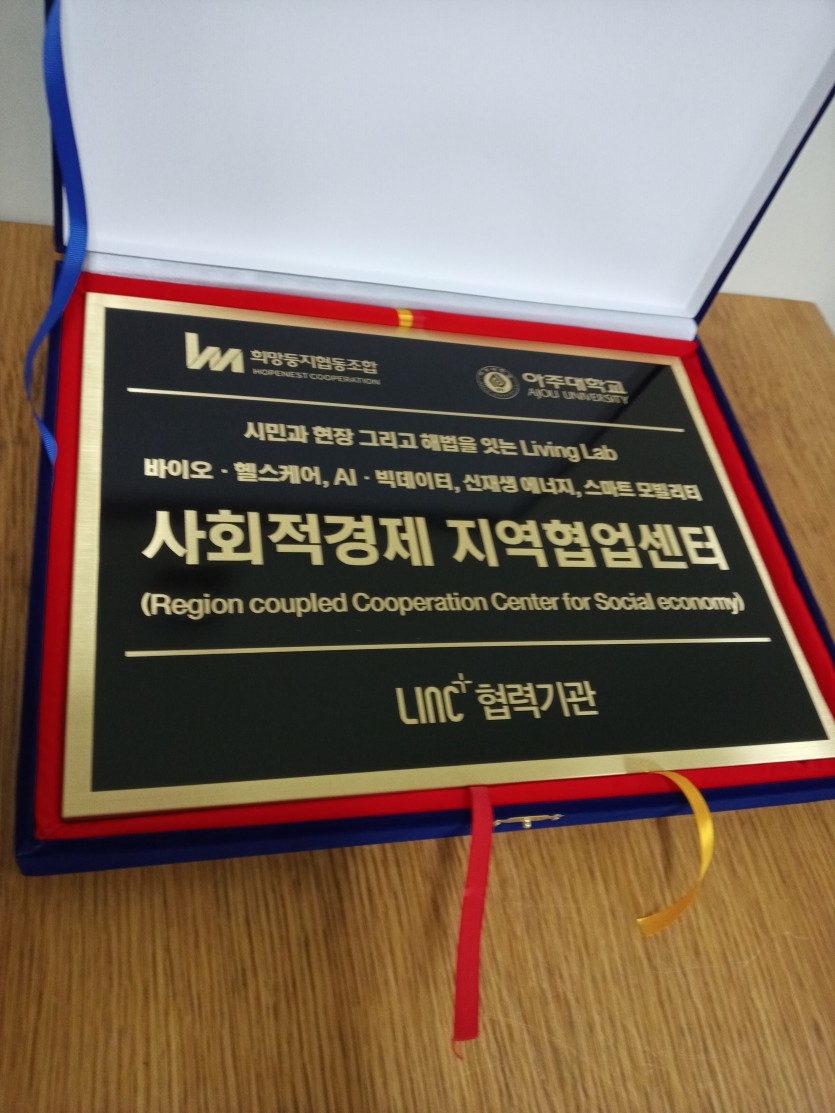 희망둥지협동조합
HOPENEST COOPERATION
아주대학교
AJOU UNIVERSITY
시민과 현장 그리고 해법을 잇는 Living Lab
바이오 · 헬스케어, AI · 빅데이터, 신재생 에너지, 스마트 모빌리티
사회적경제 지역협업센터
(Region coupled Cooperation Center for Social economy)
LINC+ 협력기관